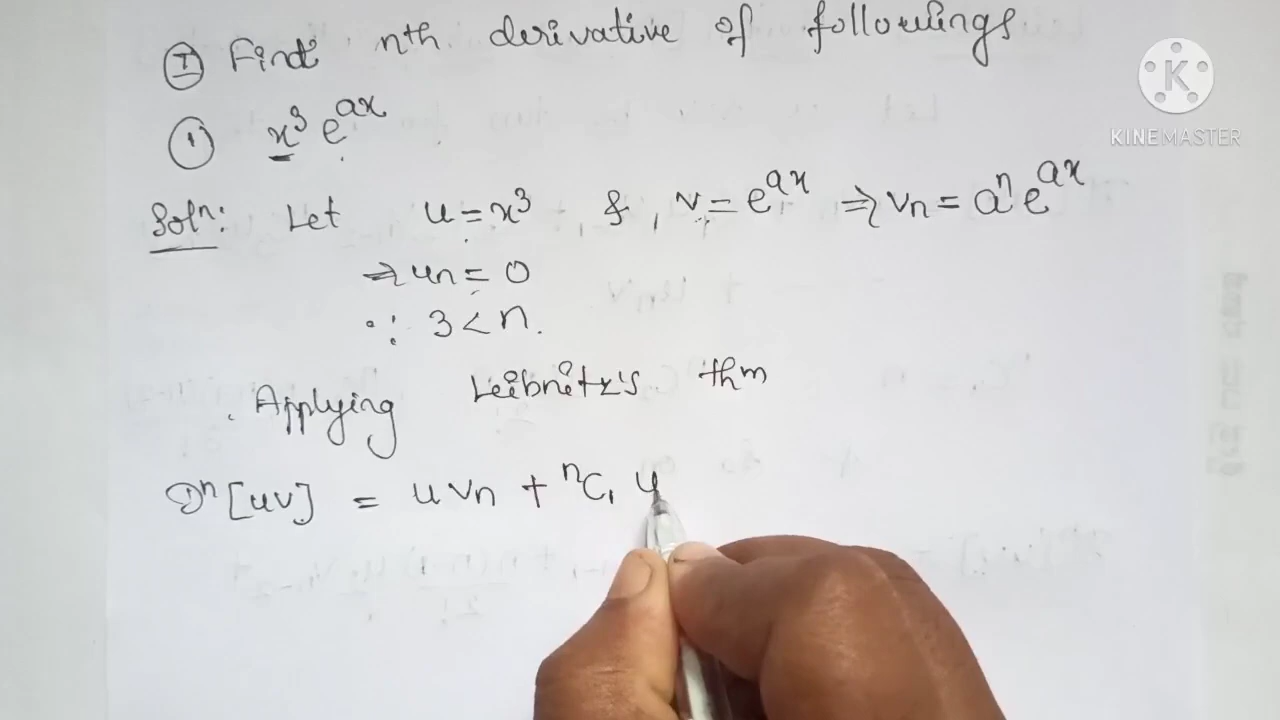 I Find nth derivative of followings
K
KINEMASTER
1 x³ e^ax
Solⁿ: Let u = x³ &, v = e^ax ⇒ vn = aⁿ e^ax
⇒ un = 0
∵ 3 < n.
Applying Leibnitz's thm
Dⁿ [uv] = u vn + ⁿC₁ u